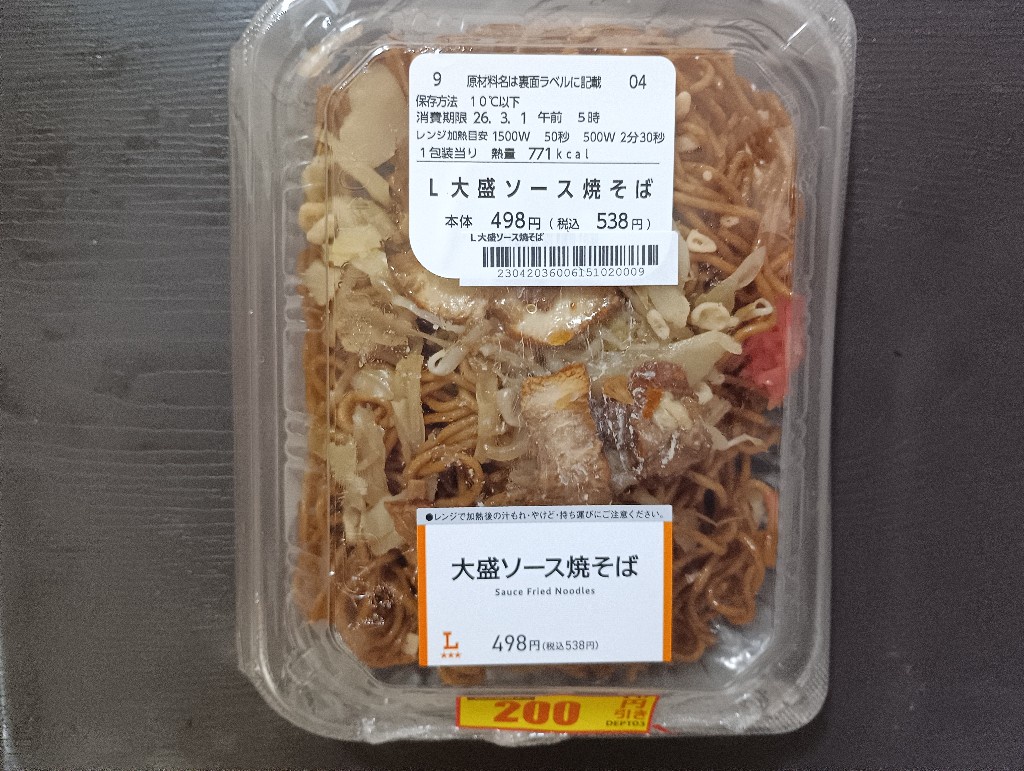 9 原材料名は裏面ラベルに記載 04
保存方法 10℃以下
消費期限 26. 3. 1 午前 5時
レンジ加熱目安 1500W 50秒 500W 2分30秒
1包装当り 熱量 771kcal
L大盛ソース焼そば
本体 498円(税込 538円)
L大盛ソース焼そば
23042036006151020009
●レンジで加熱後の汁もれ・やけど・持ち運びにご注意ください。
大盛ソース焼そば
Sauce Fried Noodles
L
498円(税込538円)
200円引き
DEPT03